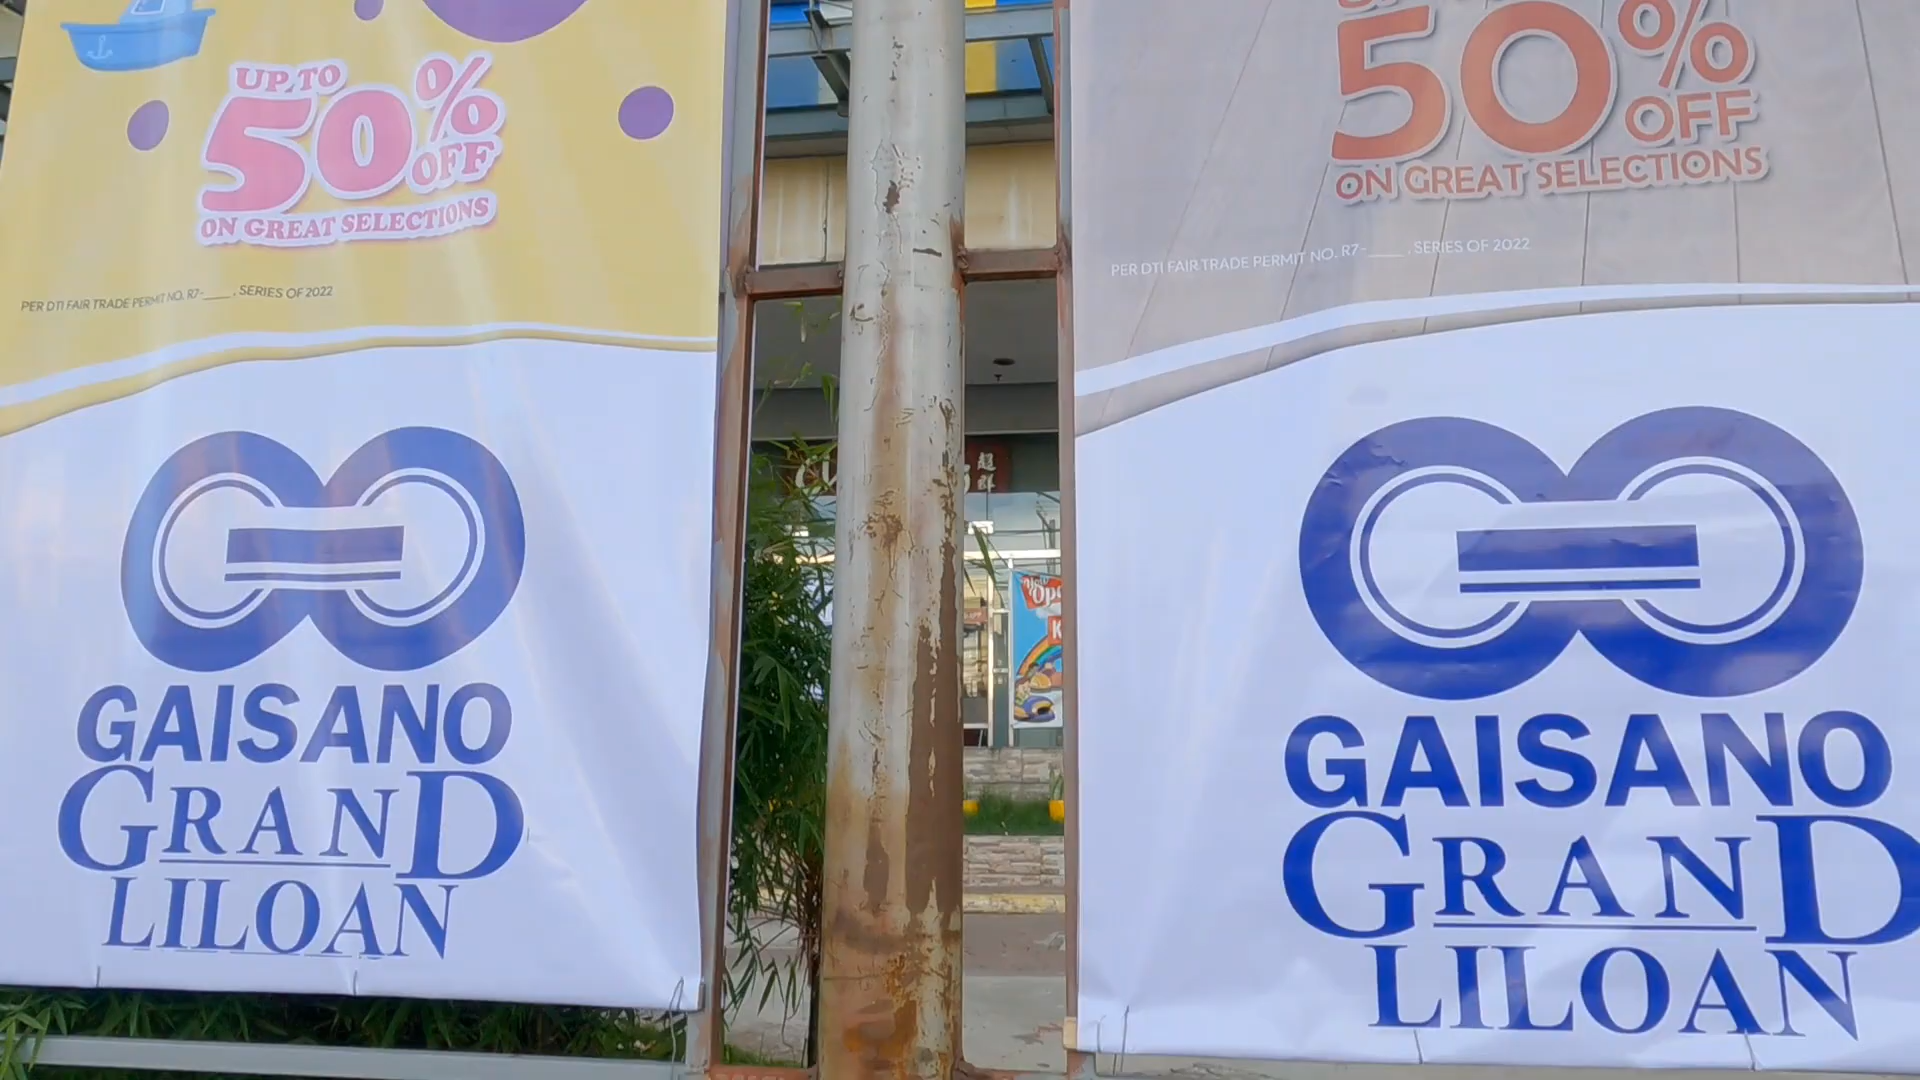 UP TO
50%
OFF
ON GREAT SELECTIONS
PER DTI FAIR TRADE PERMIT NO. R7-____, SERIES OF 2022
GAISANO
GRAND
LILOAN
50%
OFF
ON GREAT SELECTIONS
PER DTI FAIR TRADE PERMIT NO. R7-____, SERIES OF 2022
GAISANO
GRAND
LILOAN
超群